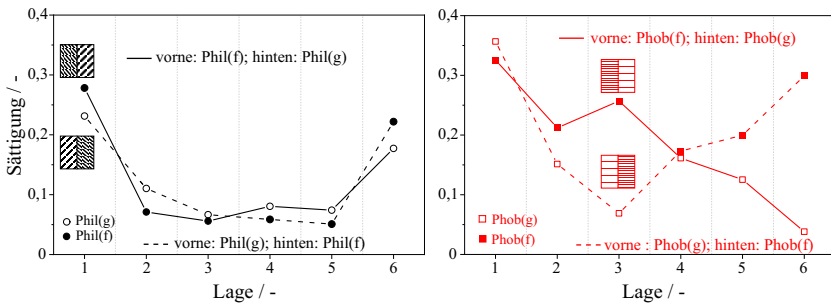 0,4
0,3
0,2
0,1
0,0
Sättigung / -
vorne: Phil(f); hinten: Phil(g)
Phil(g)
Phil(f)
vorne: Phil(g); hinten: Phil(f)
1 2 3 4 5 6
Lage / -
0,4
0,3
0,2
0,1
0,0
vorne: Phob(f); hinten: Phob(g)
Phob(g)
Phob(f)
vorne : Phob(g); hinten: Phob(f)
1 2 3 4 5 6
Lage / -